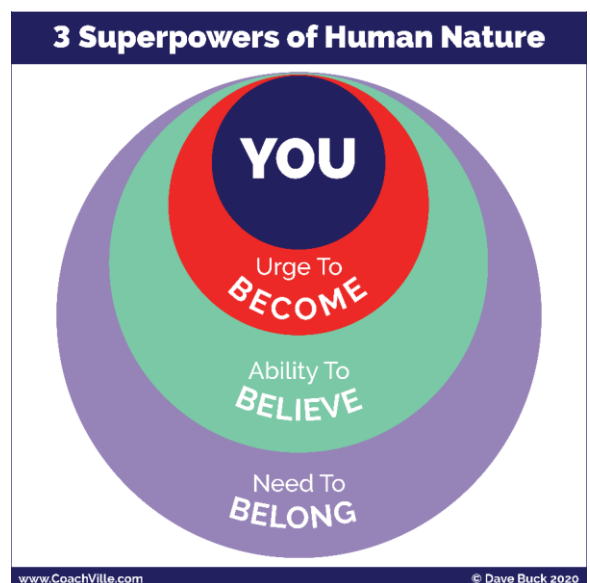 3 Superpowers of Human Nature
YOU
Urge To
BECOME
Ability To
BELIEVE
Need To
BELONG
www.CoachVille.com
© Dave Buck 2020